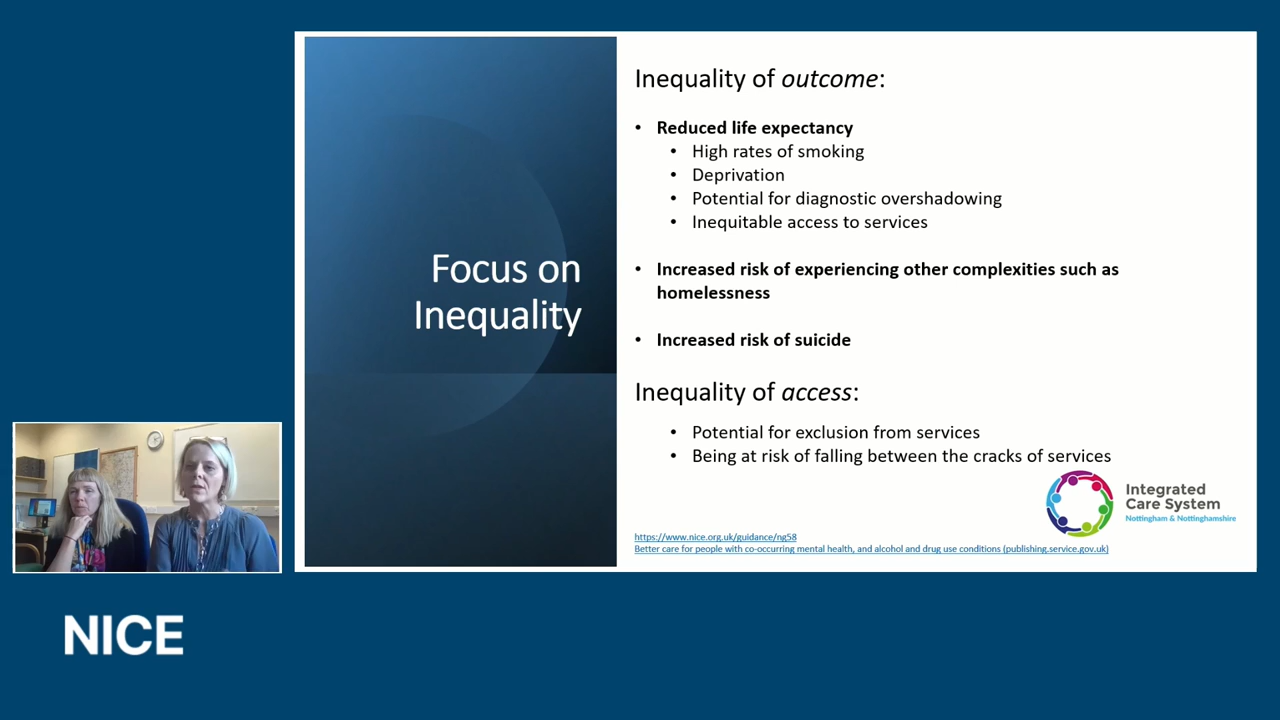 Focus on
Inequality
Inequality of outcome:
• Reduced life expectancy
• High rates of smoking
• Deprivation
• Potential for diagnostic overshadowing
• Inequitable access to services
• Increased risk of experiencing other complexities such as
homelessness
• Increased risk of suicide
Inequality of access:
• Potential for exclusion from services
• Being at risk of falling between the cracks of services
Integrated
Care System
Nottingham & Nottinghamshire
https://www.nice.org.uk/guidance/ng58
Better care for people with co-occurring mental health, and alcohol and drug use conditions (publishing.service.gov.uk)
NICE